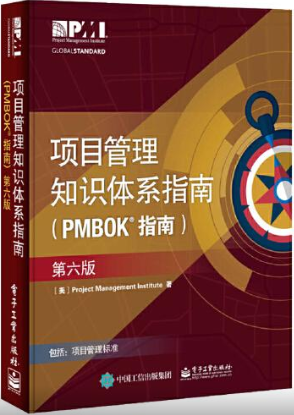 PMI
Project Management Institute
GLOBALSTANDARD
项目管理
知识体系指南
(PMBOK®指南)
第六版
[美] Project Management Institute 著
包括:项目管理标准
中国工信出版集团
电子工业出版社
项目管理知识体系指南
(PMBOK®指南)第六版
电子工业出版社